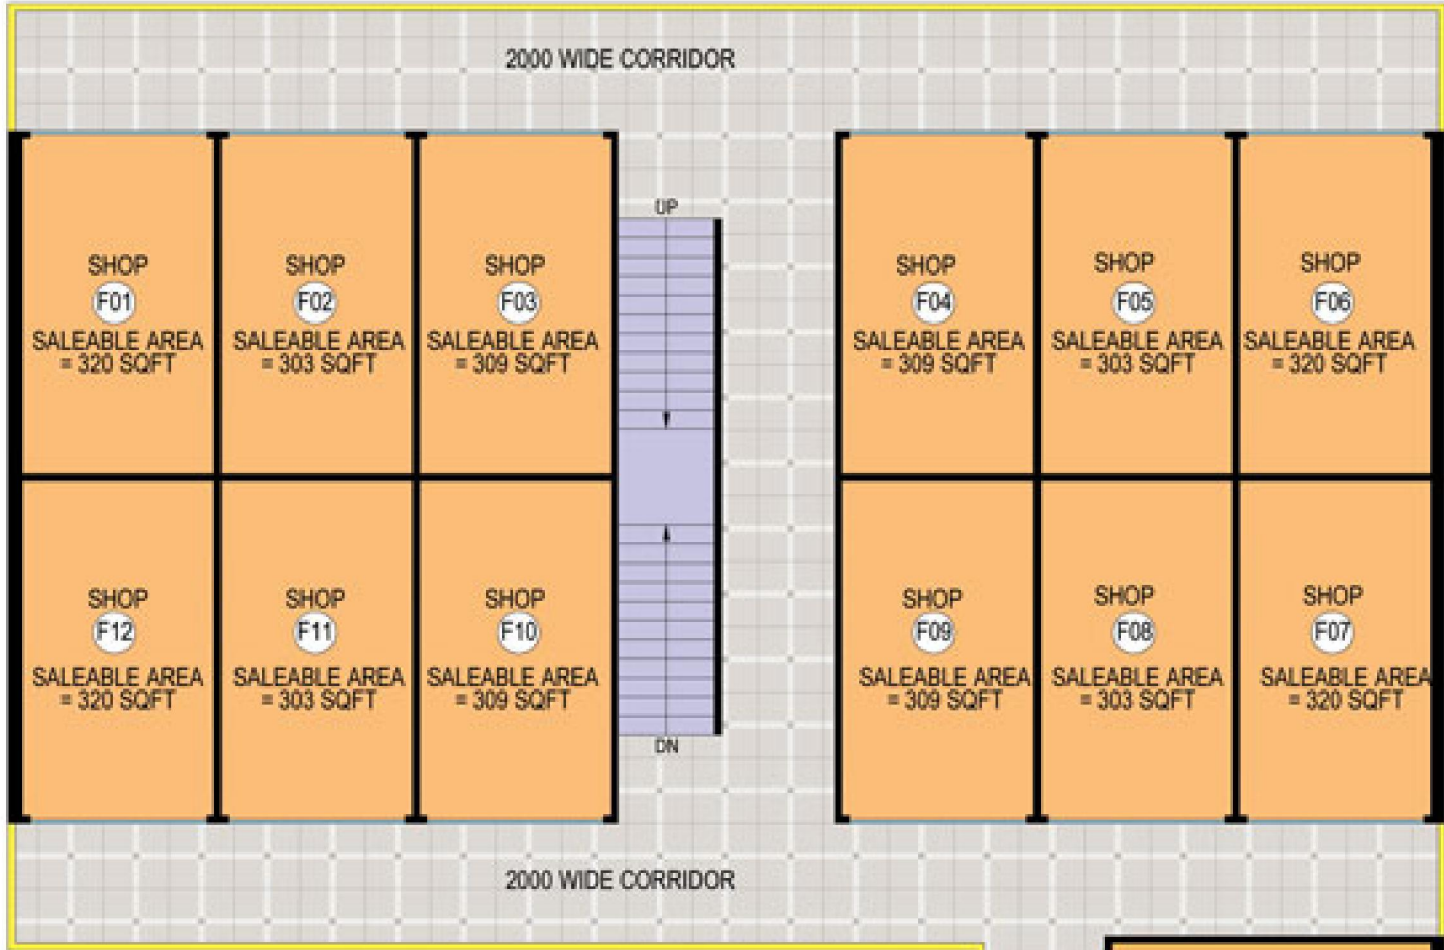 2000 WIDE CORRIDOR
UP
SHOP
F01
SALEABLE AREA
= 320 SQFT
SHOP
F02
SALEABLE AREA
= 303 SQFT
SHOP
F03
SALEABLE AREA
= 309 SQFT
SHOP
F04
SALEABLE AREA
= 309 SQFT
SHOP
F05
SALEABLE AREA
= 303 SQFT
SHOP
F06
SALEABLE AREA
= 320 SQFT
SHOP
F12
SALEABLE AREA
= 320 SQFT
SHOP
F11
SALEABLE AREA
= 303 SQFT
SHOP
F10
SALEABLE AREA
= 309 SQFT
SHOP
F09
SALEABLE AREA
= 309 SQFT
SHOP
F08
SALEABLE AREA
= 303 SQFT
SHOP
F07
SALEABLE AREA
= 320 SQFT
DN
2000 WIDE CORRIDOR